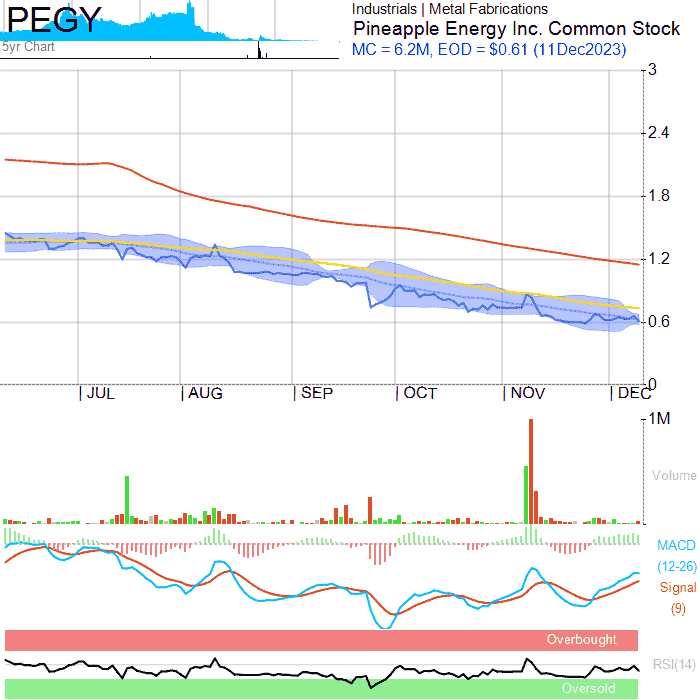 PEGY
5yr Chart
Industrials | Metal Fabrications
Pineapple Energy Inc. Common Stock
MC = 6.2M, EOD = $0.61 (11Dec2023)
3
2.4
1.8
1.2
0.6
0
| JUL | AUG | SEP | OCT | NOV | DEC
1M
Volume
MACD
(12-26)
Signal
(9)
Overbought
RSI(14)
Oversold